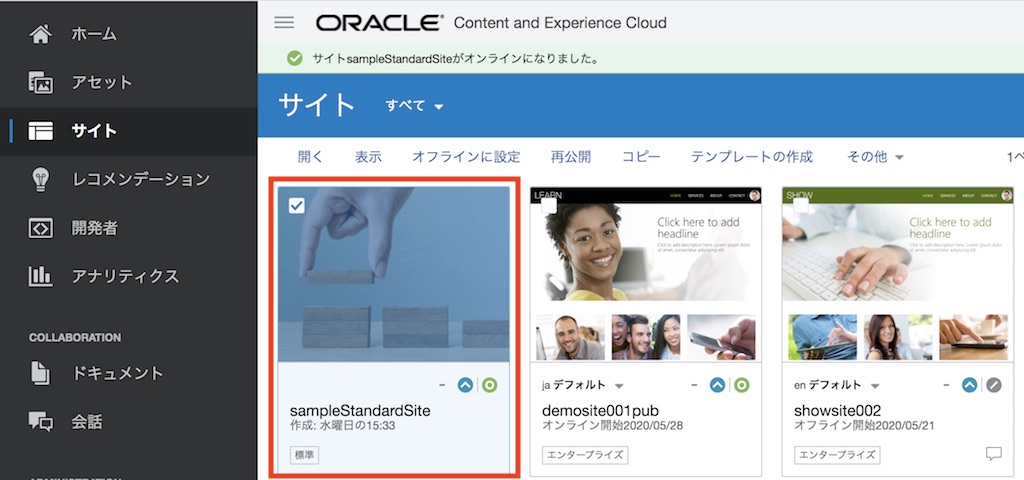 ホーム
アセット
サイト
レコメンデーション
開発者
アナリティクス
COLLABORATION
ドキュメント
会話
ORACLE® Content and Experience Cloud
サイトsampleStandardSiteがオンラインになりました。
サイト すべて
開く 表示 オフラインに設定 再公開 コピー テンプレートの作成 その他 1ペ
sampleStandardSite
作成: 水曜日の15:33
標準
LEARN HOME SERVICES ABOUT CONTACT
Click here to add
headline
ja デフォルト
demosite001pub
オンライン開始2020/05/28
エンタープライズ
SHOW HOME SERVICES ABOUT CONTACT
Click here to add
headline
en デフォルト
showsite002
オフライン開始2020/05/21
エンタープライズ